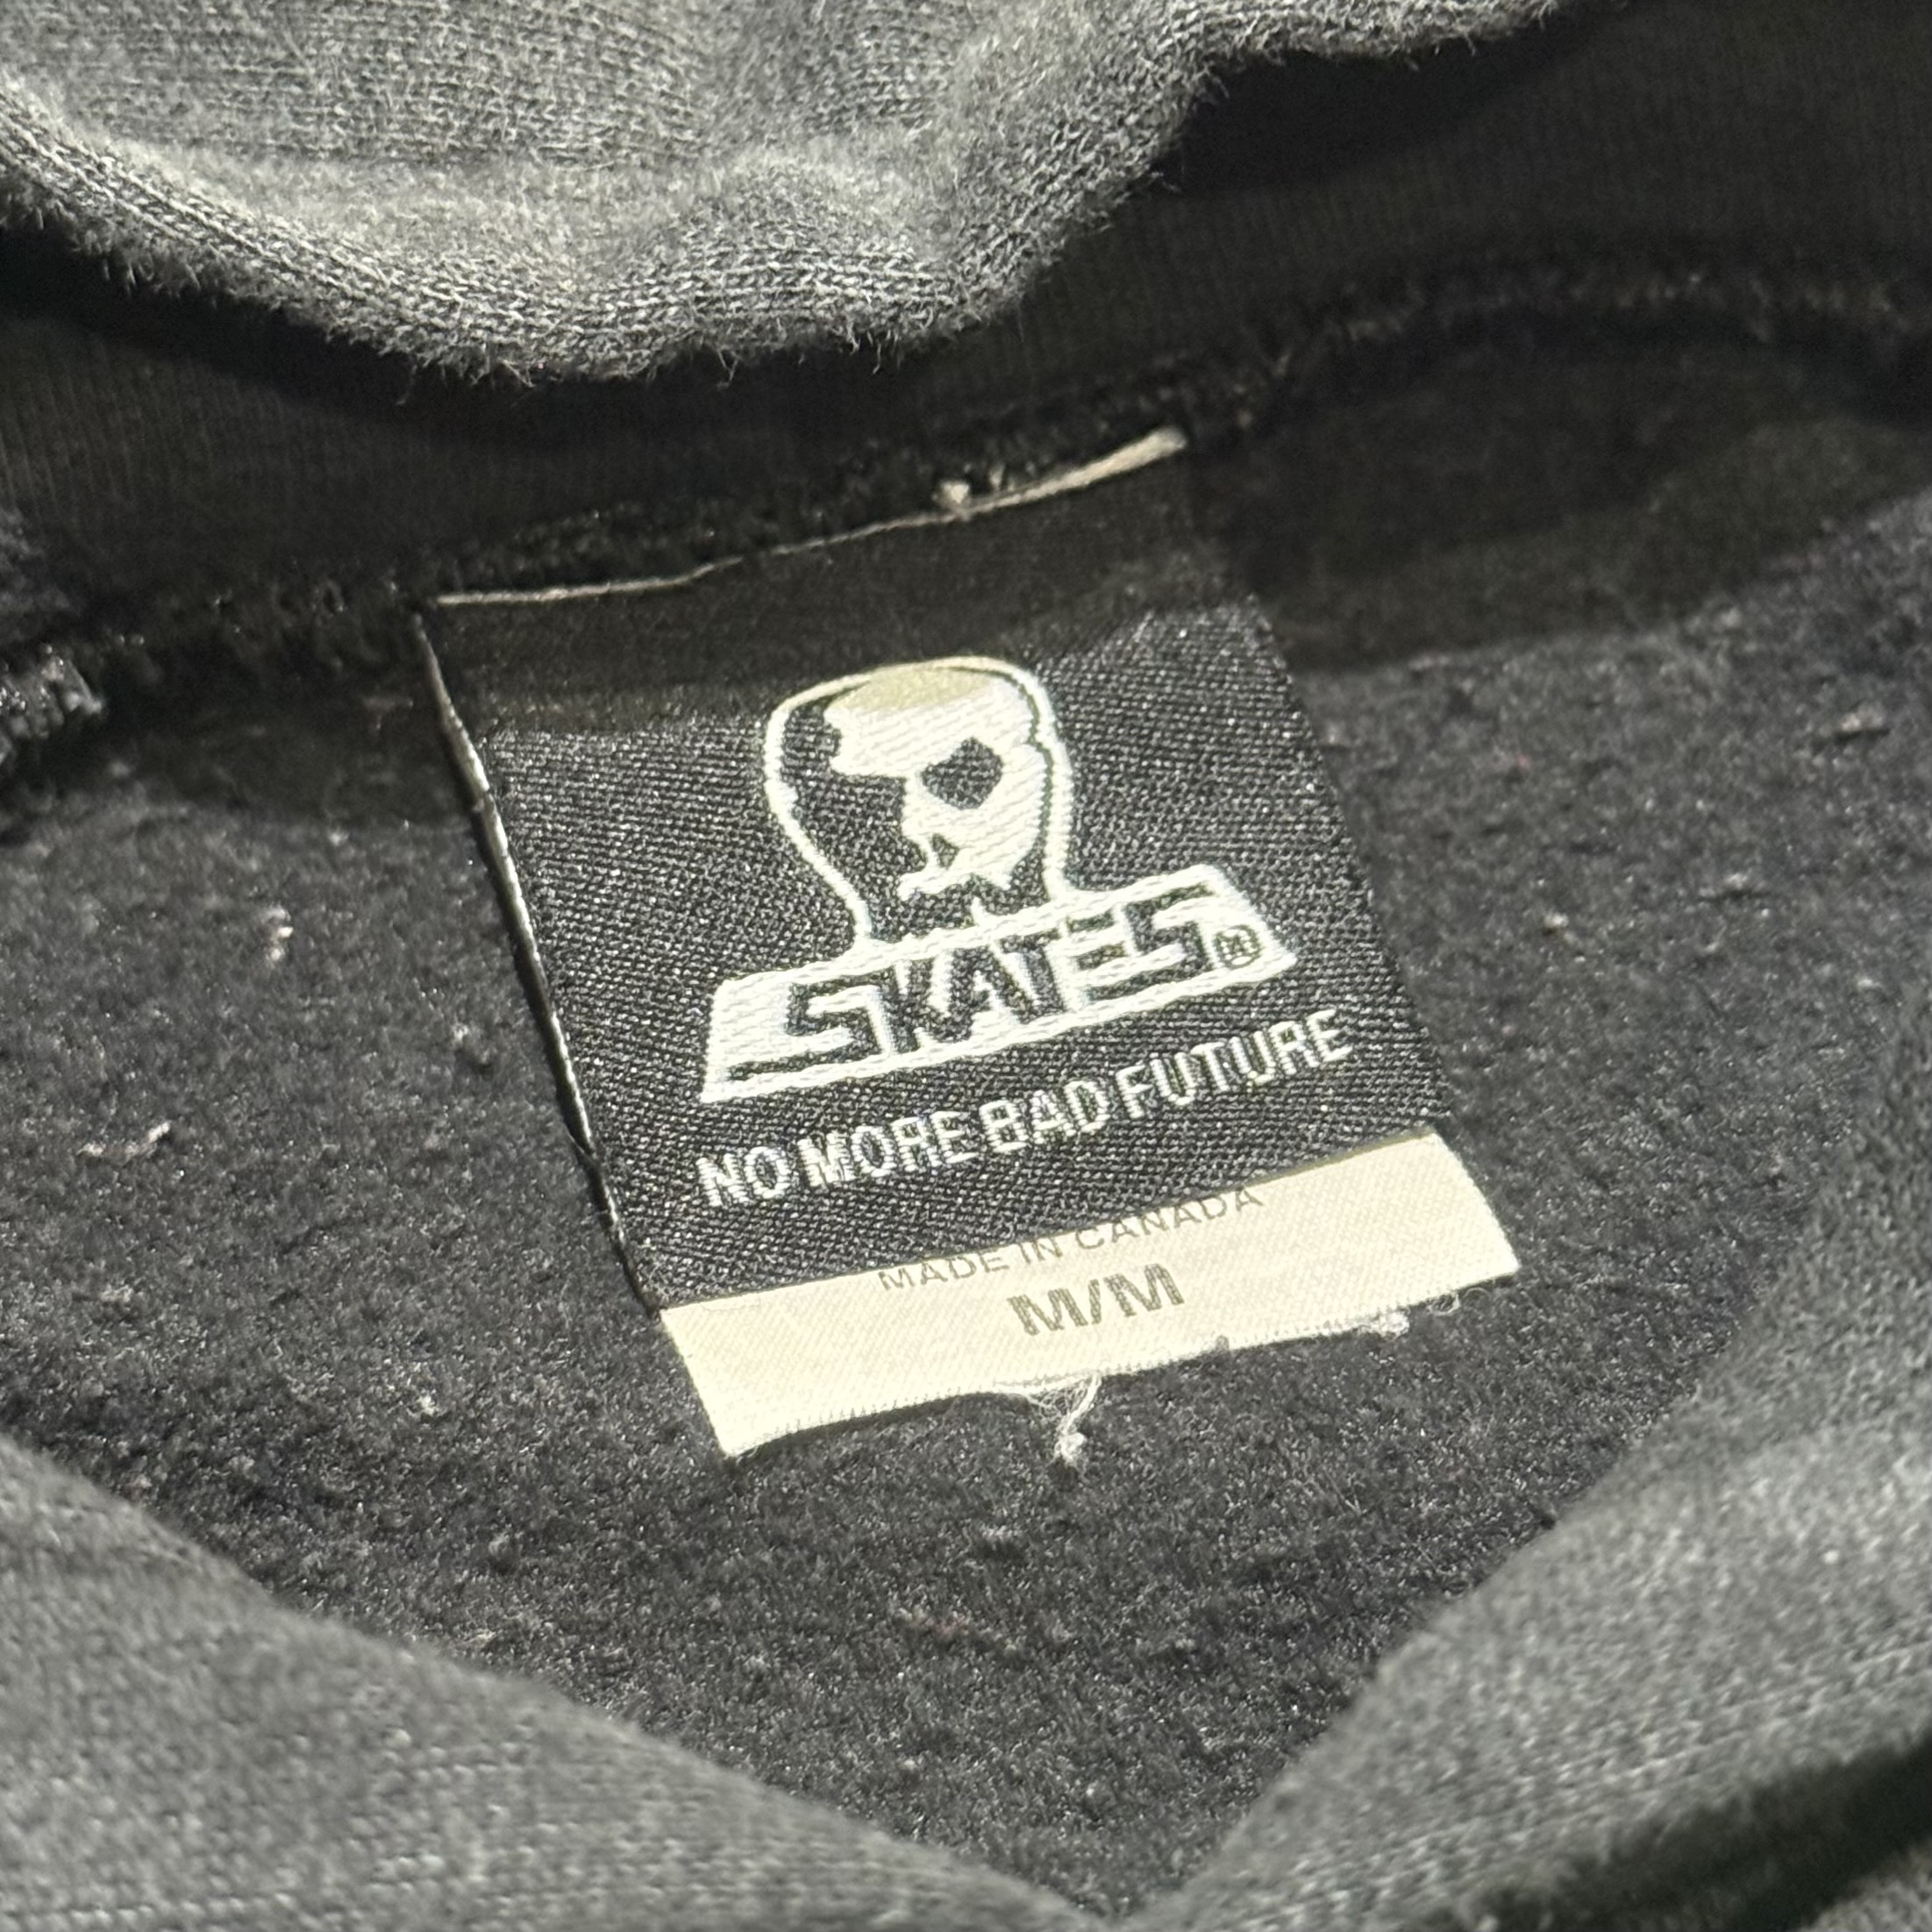 SKATES®
NO MORE BAD FUTURE
MADE IN CANADA
M/M